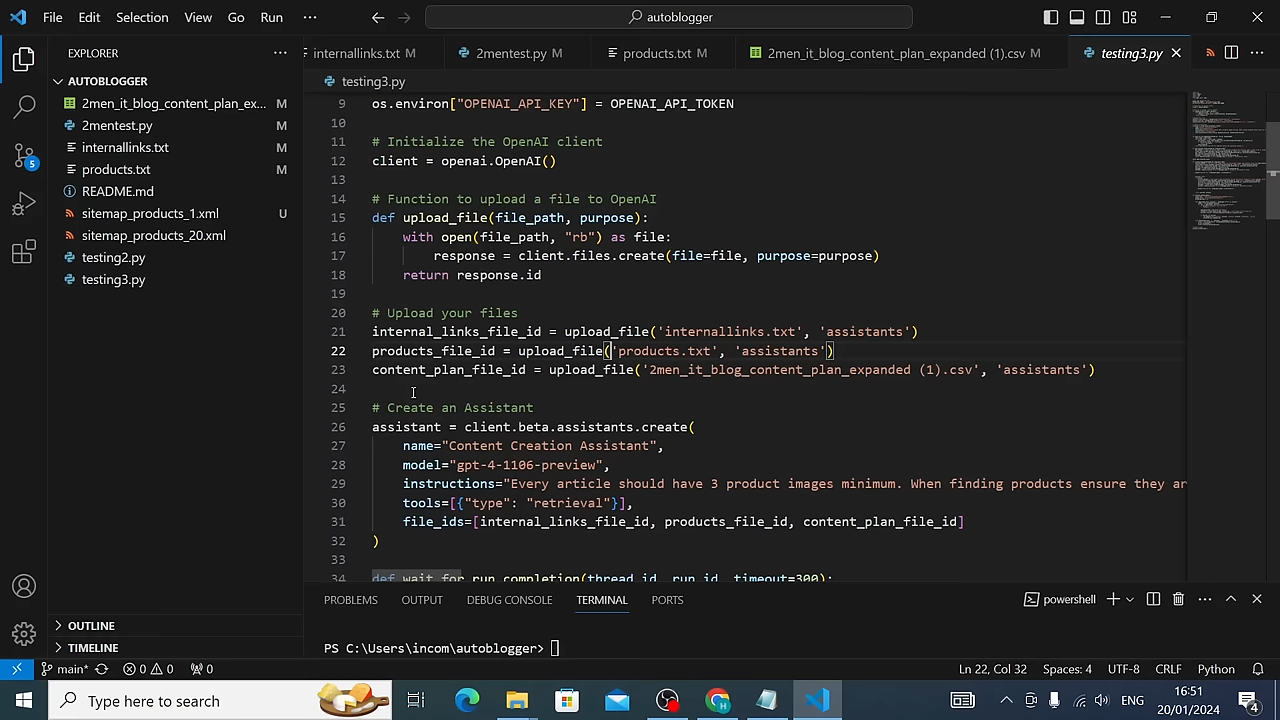 File Edit Selection View Go Run ··· autoblogger
EXPLORER ···
internallinks.txt M 2mentest.py M products.txt M 2men_it_blog_content_plan_expanded (1).csv M testing3.py
AUTOBLOGGER
2men_it_blog_content_plan_ex... M
2mentest.py M
internallinks.txt M
products.txt M
README.md
sitemap_products_1.xml U
sitemap_products_20.xml
testing2.py
testing3.py
OUTLINE
TIMELINE
5
testing3.py
9 os.environ["OPENAI_API_KEY"] = OPENAI_API_TOKEN
10
11 # Initialize the OpenAI client
12 client = openai.OpenAI()
13
14 # Function to upload a file to OpenAI
15 def upload_file(file_path, purpose):
16 with open(file_path, "rb") as file:
17 response = client.files.create(file=file, purpose=purpose)
18 return response.id
19
20 # Upload your files
21 internal_links_file_id = upload_file('internallinks.txt', 'assistants')
22 products_file_id = upload_file('products.txt', 'assistants')
23 content_plan_file_id = upload_file('2men_it_blog_content_plan_expanded (1).csv', 'assistants')
24
25 # Create an Assistant
26 assistant = client.beta.assistants.create(
27 name="Content Creation Assistant",
28 model="gpt-4-1106-preview",
29 instructions="Every article should have 3 product images minimum. When finding products ensure they ar
30 tools=[{"type": "retrieval"}],
31 file_ids=[internal_links_file_id, products_file_id, content_plan_file_id]
32 )
33
34 def wait_for_run_completion(thread_id, run_id, timeout=300):
PROBLEMS OUTPUT DEBUG CONSOLE TERMINAL PORTS powershell
PS C:\Users\incom\autoblogger>
main* 0 0 0 Ln 22, Col 32 Spaces: 4 UTF-8 CRLF Python
Type here to search ENG 16:51
20/01/2024 4